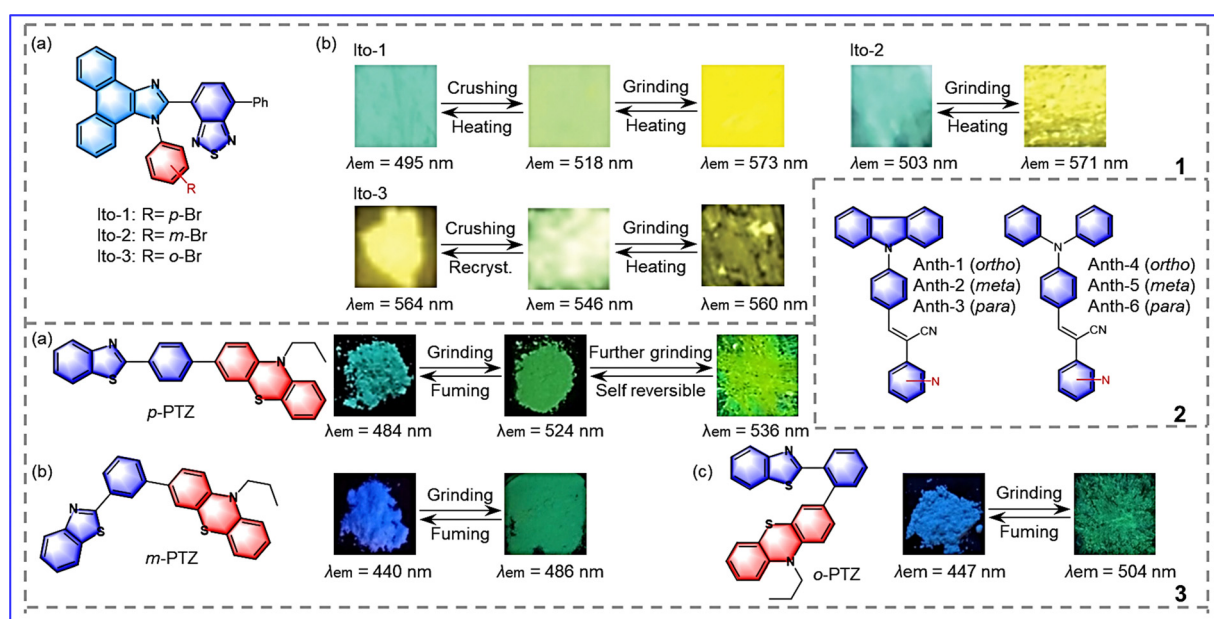 (a)
N
N
Ph
N
N
S
R
Ito-1: R= p-Br
Ito-2: R= m-Br
Ito-3: R= o-Br
(b)
Ito-1
Crushing
Heating
Grinding
Heating
λem = 495 nm
λem = 518 nm
λem = 573 nm
Ito-2
Grinding
Heating
λem = 503 nm
λem = 571 nm
1
Ito-3
Crushing
Recryst.
Grinding
Heating
λem = 564 nm
λem = 546 nm
λem = 560 nm
N
Anth-1 (ortho)
Anth-2 (meta)
Anth-3 (para)
CN
N
N
Anth-4 (ortho)
Anth-5 (meta)
Anth-6 (para)
CN
N
2
(a)
N
S
N
S
p-PTZ
Grinding
Fuming
Further grinding
Self reversible
λem = 484 nm
λem = 524 nm
λem = 536 nm
(b)
N
S
N
S
m-PTZ
Grinding
Fuming
λem = 440 nm
λem = 486 nm
(c)
N
S
S
N
o-PTZ
Grinding
Fuming
λem = 447 nm
λem = 504 nm
3